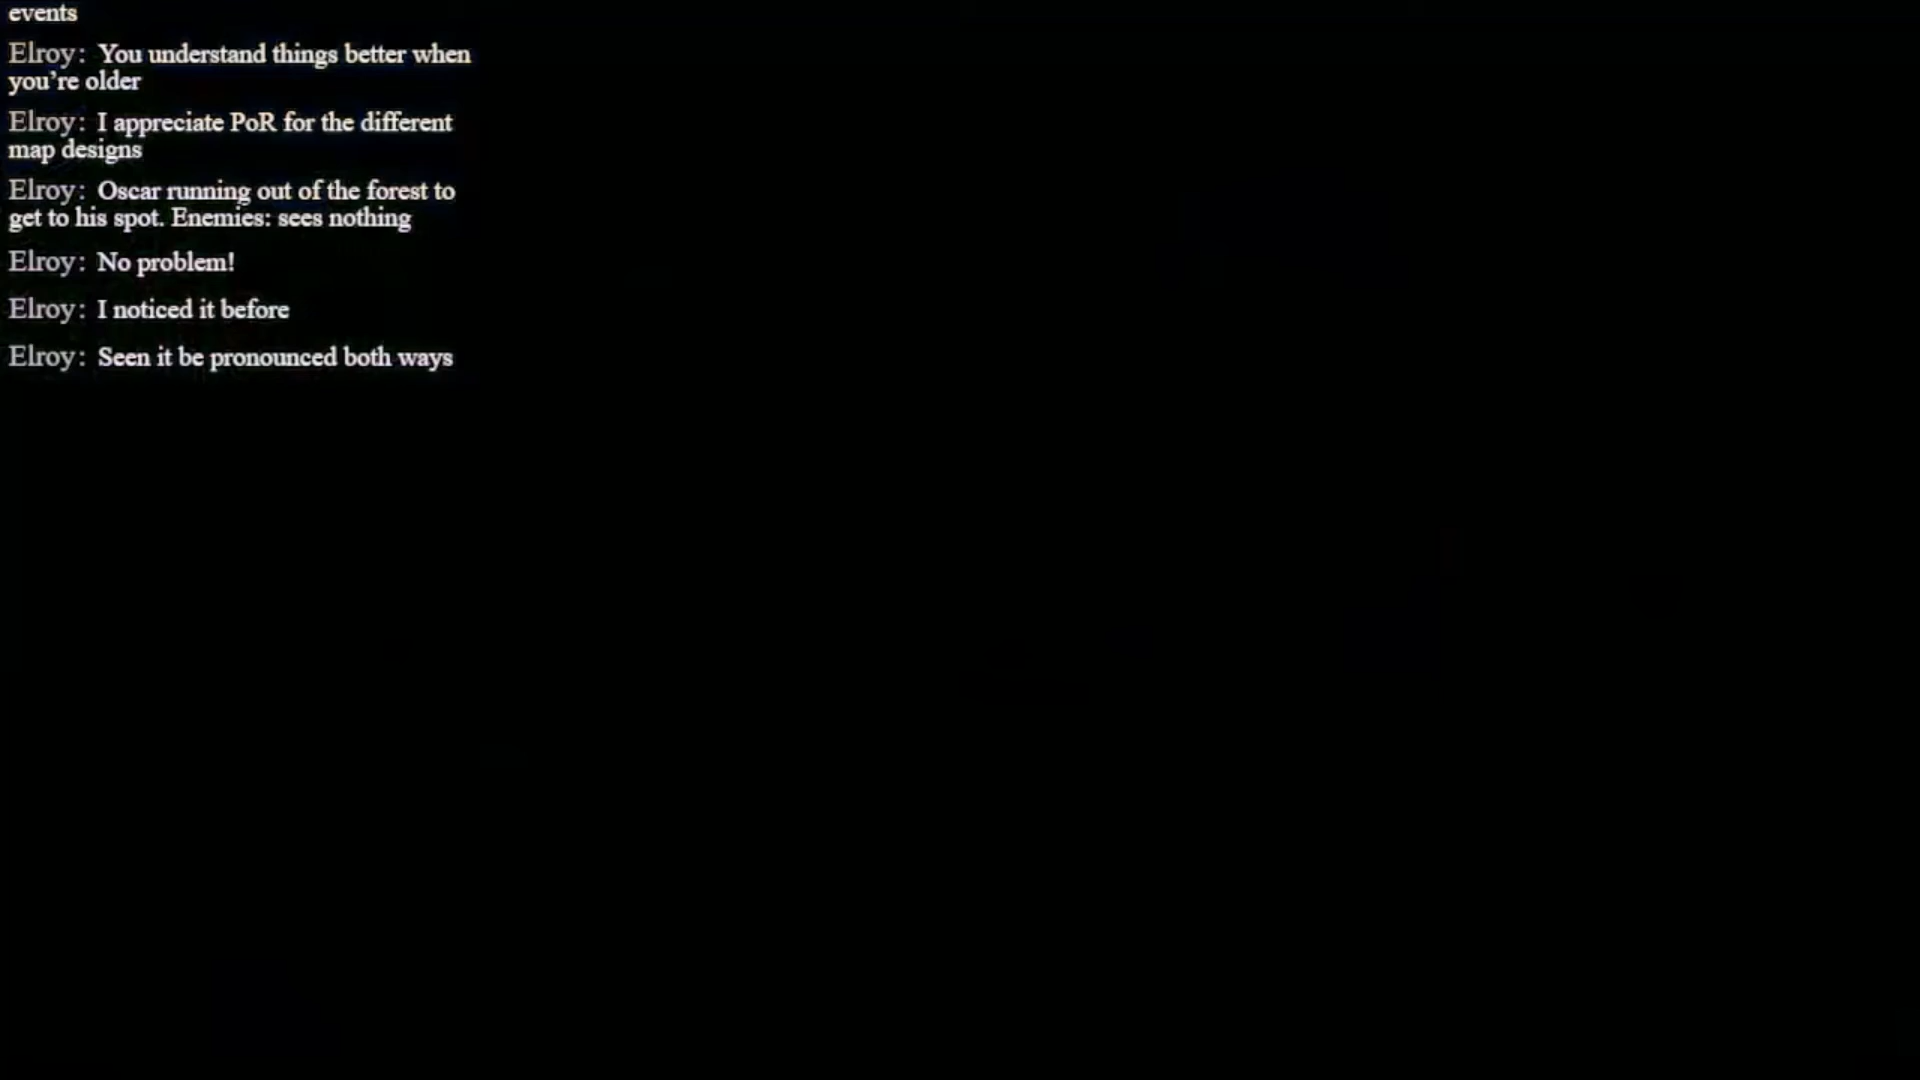 events
Elroy: You understand things better when
you’re older
Elroy: I appreciate PoR for the different
map designs
Elroy: Oscar running out of the forest to
get to his spot. Enemies: sees nothing
Elroy: No problem!
Elroy: I noticed it before
Elroy: Seen it be pronounced both ways